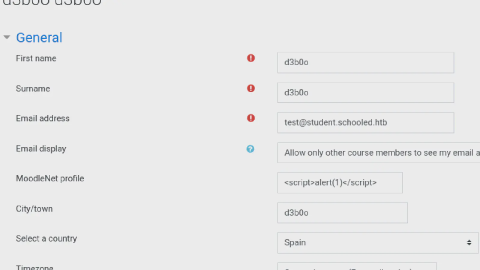 d3b0o d3b0o
General
First name
d3b0o
Surname
d3b0o
Email address
test@student.schooled.htb
Email display
Allow only other course members to see my email a
MoodleNet profile
<script>alert(1)</script>
City/town
d3b0o
Select a country
Spain
Timezone